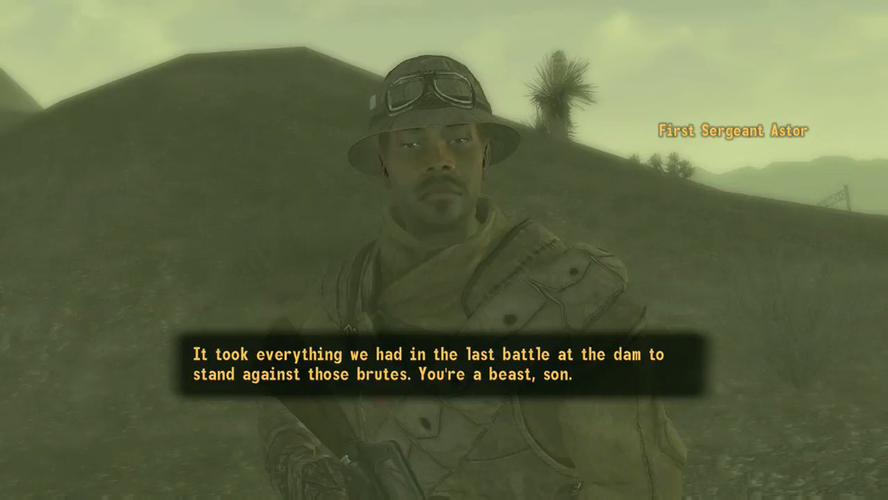 First Sergeant Astor
It took everything we had in the last battle at the dam to
stand against those brutes. You're a beast, son.